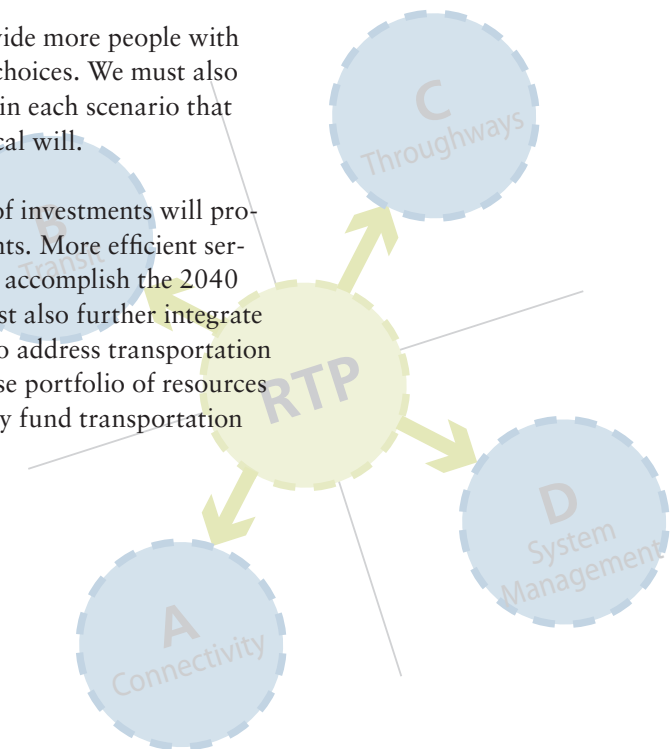 vide more people with
choices. We must also
in each scenario that
cal will.
of investments will pro-
nts. More efficient ser-
accomplish the 2040
st also further integrate
o address transportation
se portfolio of resources
y fund transportation
C
Throughways
B
Transit
RTP
D
System
Management
A
Connectivity